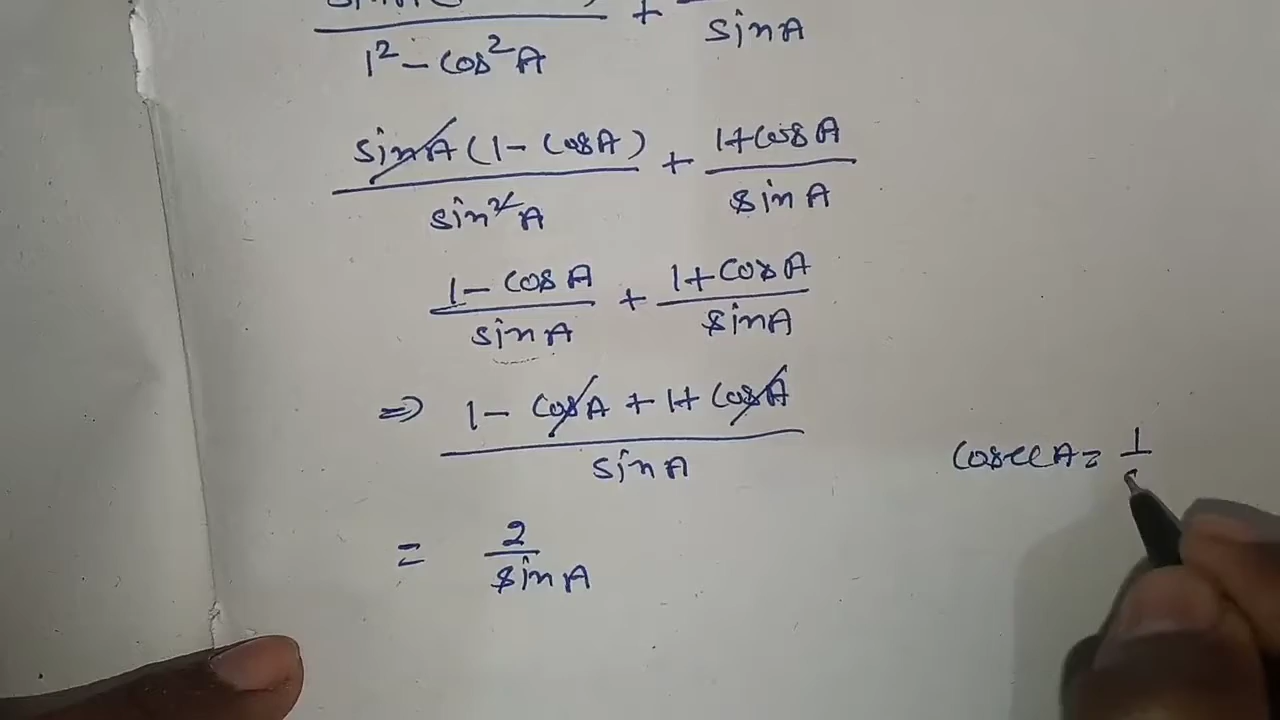 + sinA
1² - cos²A
sinA (1 - cosA) + 1+cosA
sin²A sinA
1 - cosA + 1+cosA
sinA sinA
⇒ 1 - cosA + 1+ cosA
sinA
cosecA = 1
= 2
sinA